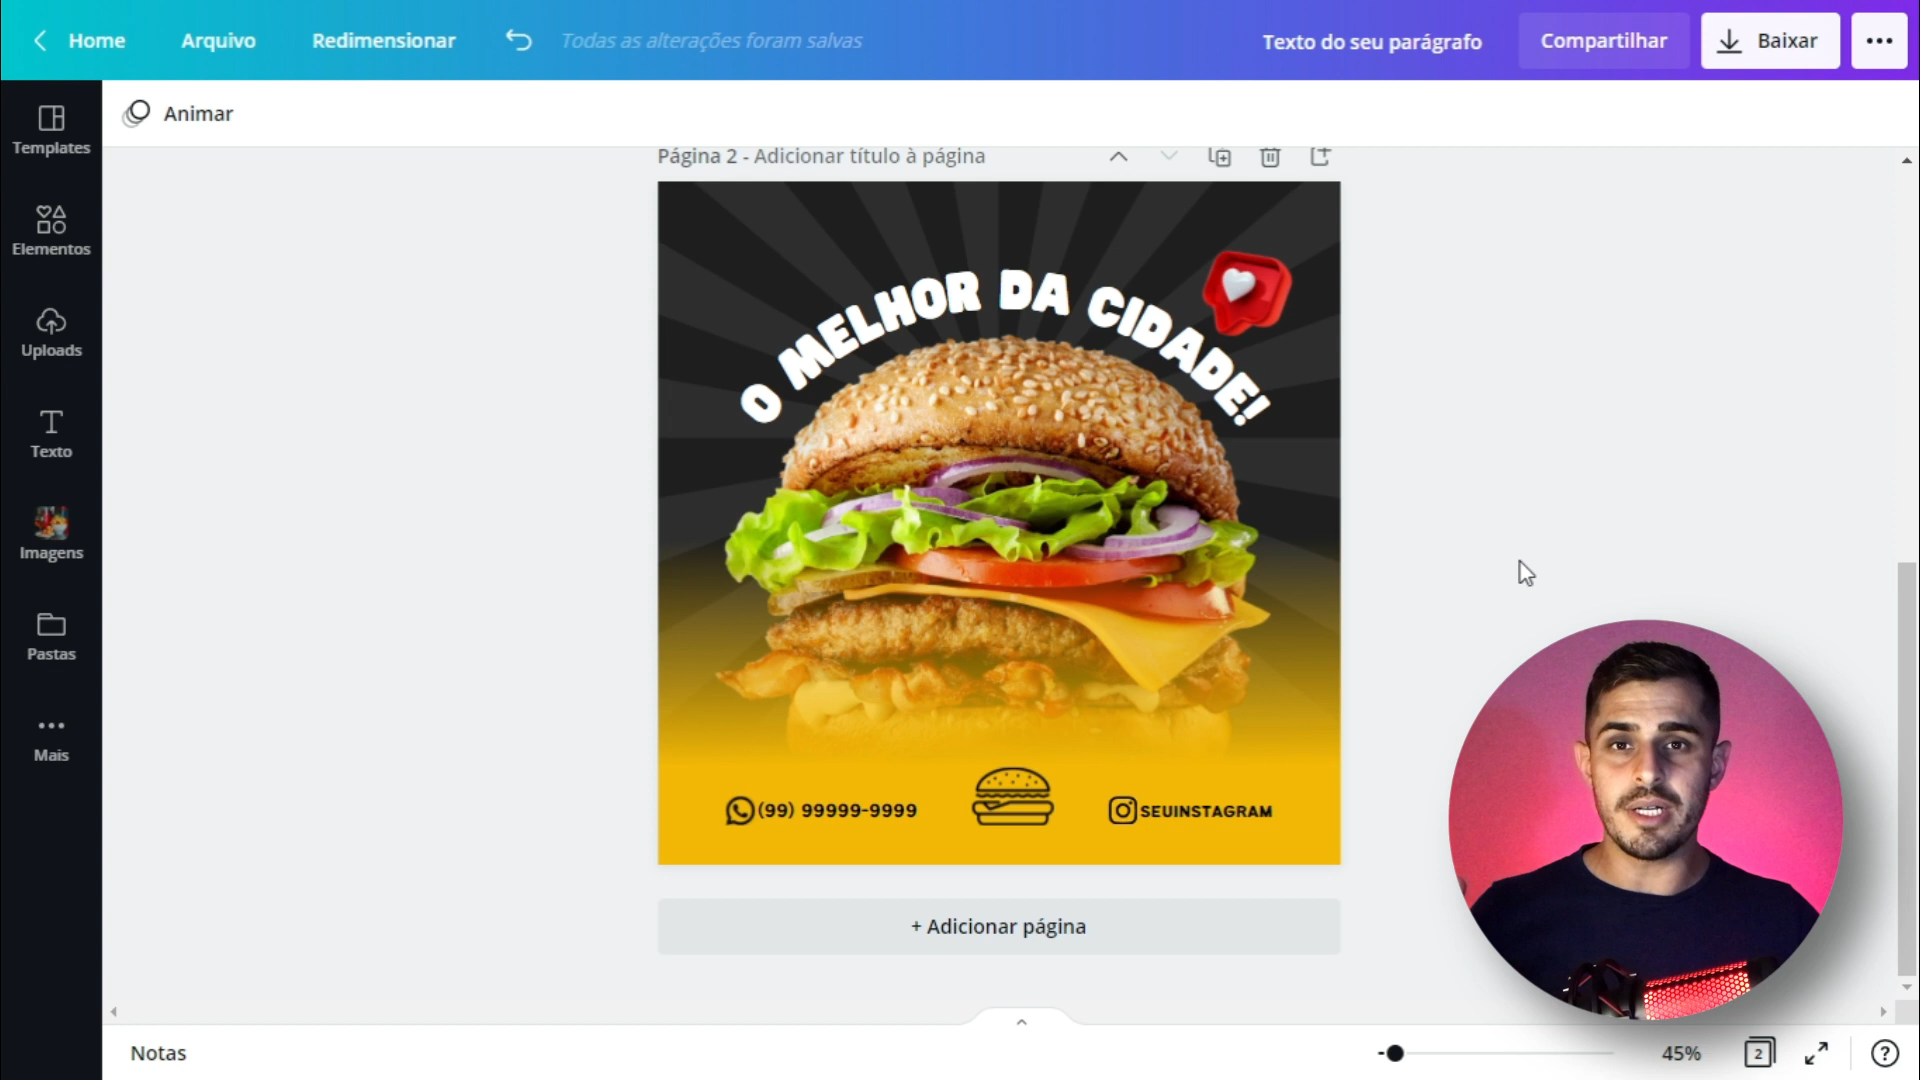 Home
Arquivo
Redimensionar
Todas as alterações foram salvas
Texto do seu parágrafo
Compartilhar
Baixar
Animar
Templates
Elementos
Uploads
Texto
Imagens
Pastas
Mais
Página 2 - Adicionar título à página
O MELHOR DA CIDADE!
(99) 99999-9999
SEUINSTAGRAM
+ Adicionar página
Notas
45%
2
?